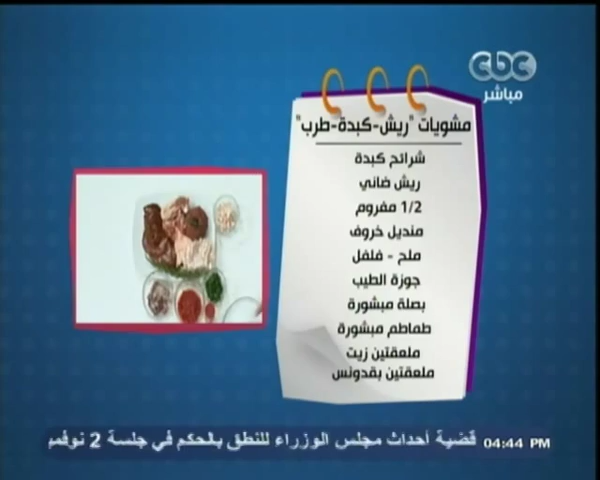 cbc
مباشر
مشويات "ريش-كبدة-طرب"
شرائح كبدة
ريش ضاني
1/2 مفروم
منديل خروف
ملح - فلفل
جوزة الطيب
بصلة مبشورة
طماطم مبشورة
ملعقتين زيت
ملعقتين بقدونس
قضية أحداث مجلس الوزراء للنطق بالحكم في جلسة 2 نوفمبر
04:44 PM